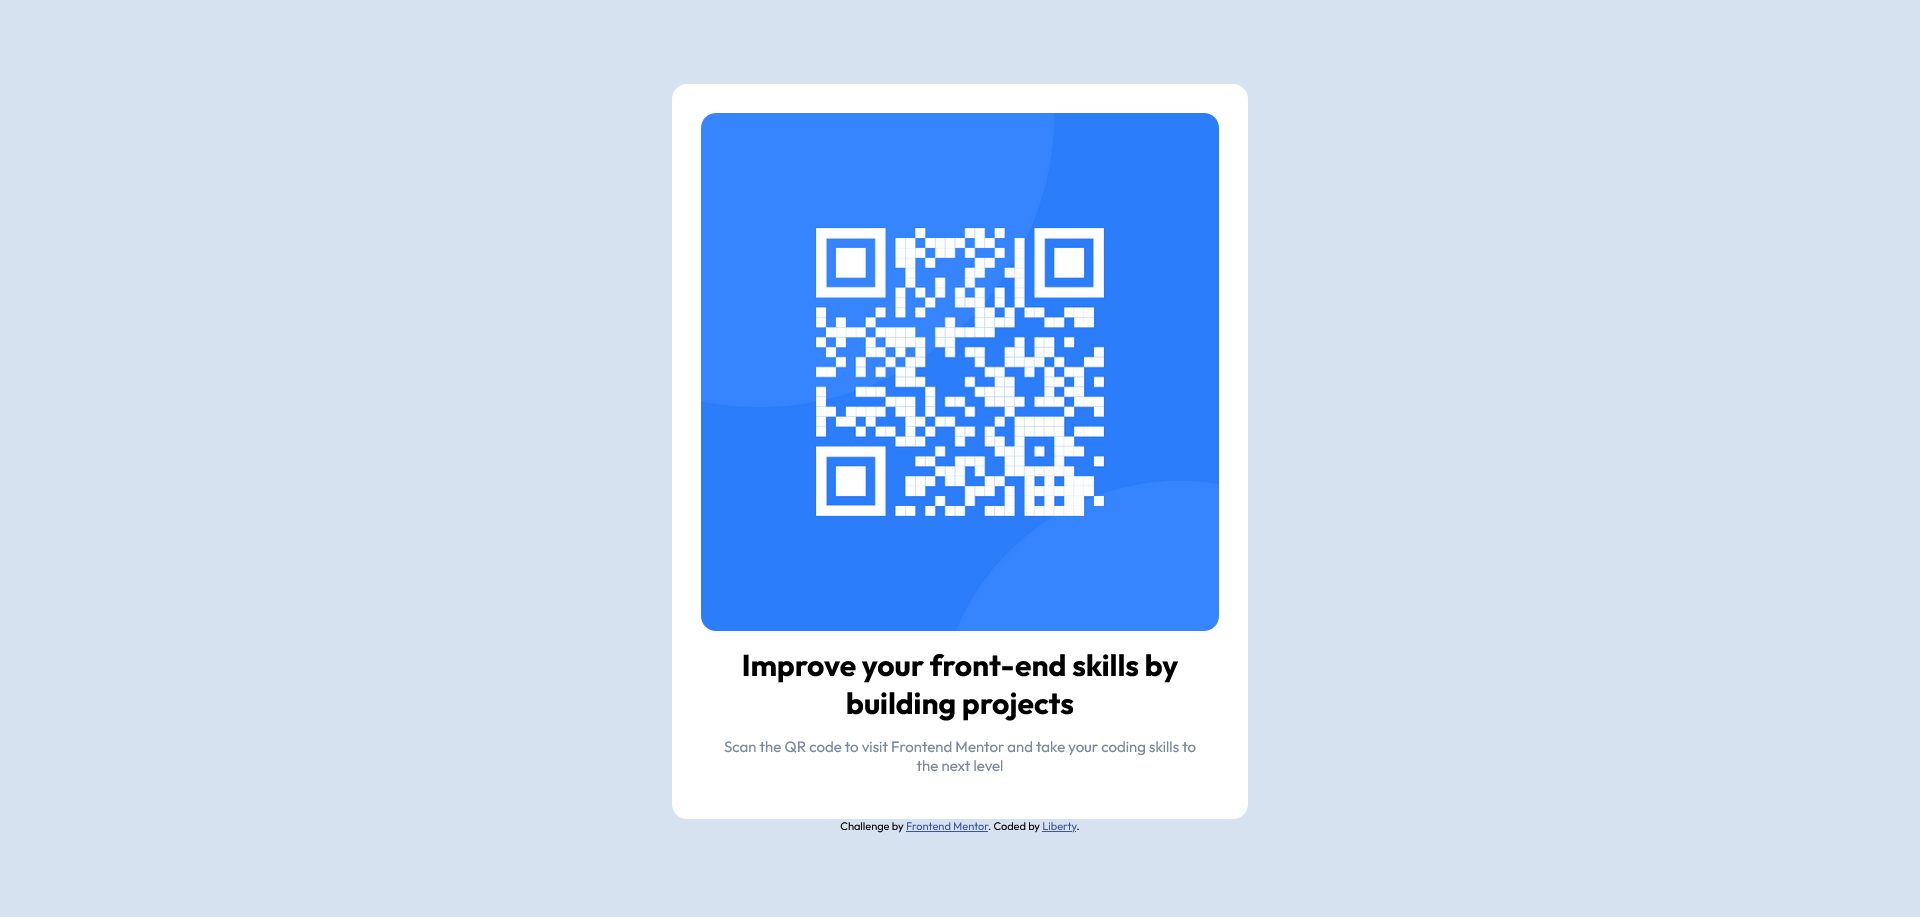 Improve your front-end skills by
building projects
Scan the QR code to visit Frontend Mentor and take your coding skills to
the next level
Challenge by Frontend Mentor. Coded by Liberty.